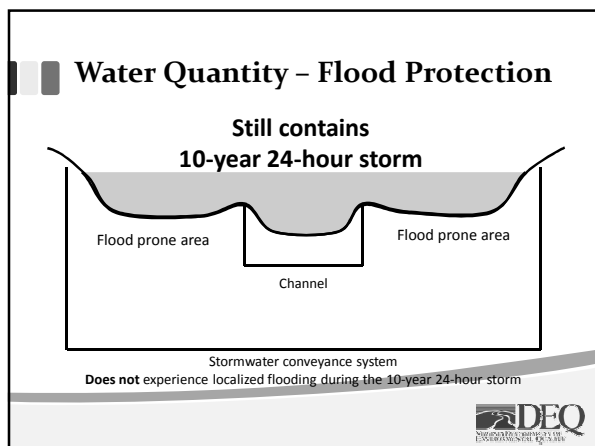 Water Quantity – Flood Protection
Still contains
10-year 24-hour storm
Flood prone area
Flood prone area
Channel
Stormwater conveyance system
Does not experience localized flooding during the 10-year 24-hour storm
DEQ